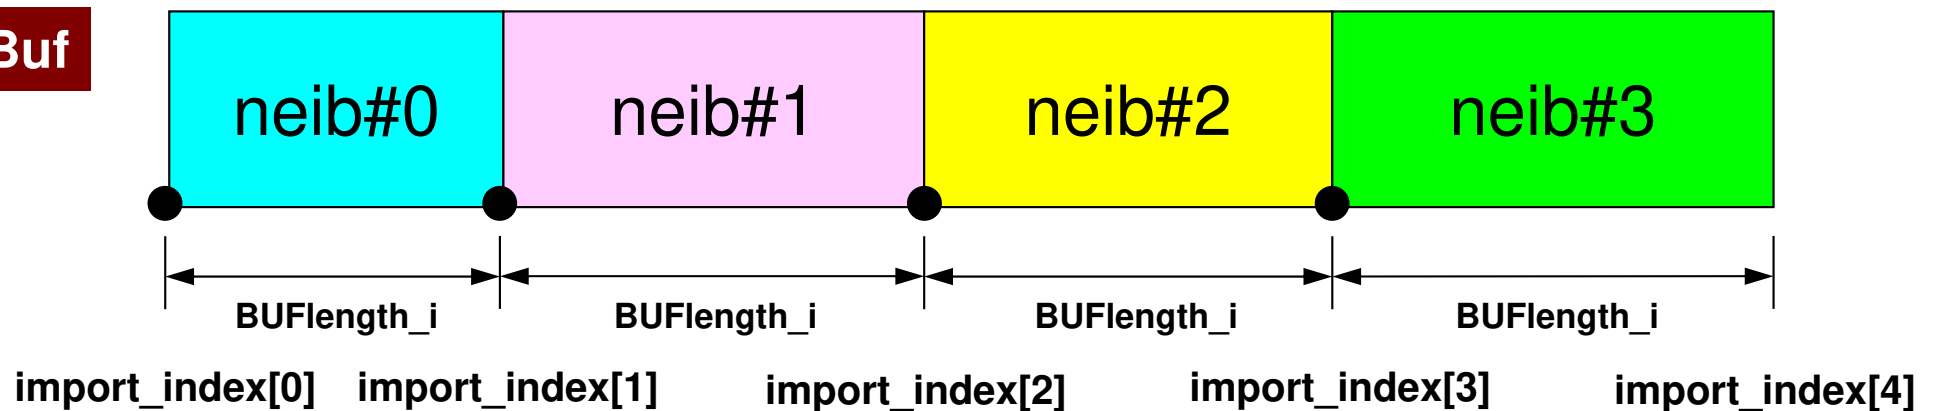 Buf
neib#0 neib#1 neib#2 neib#3
BUFlength_i BUFlength_i BUFlength_i BUFlength_i
import_index[0] import_index[1] import_index[2] import_index[3] import_index[4]